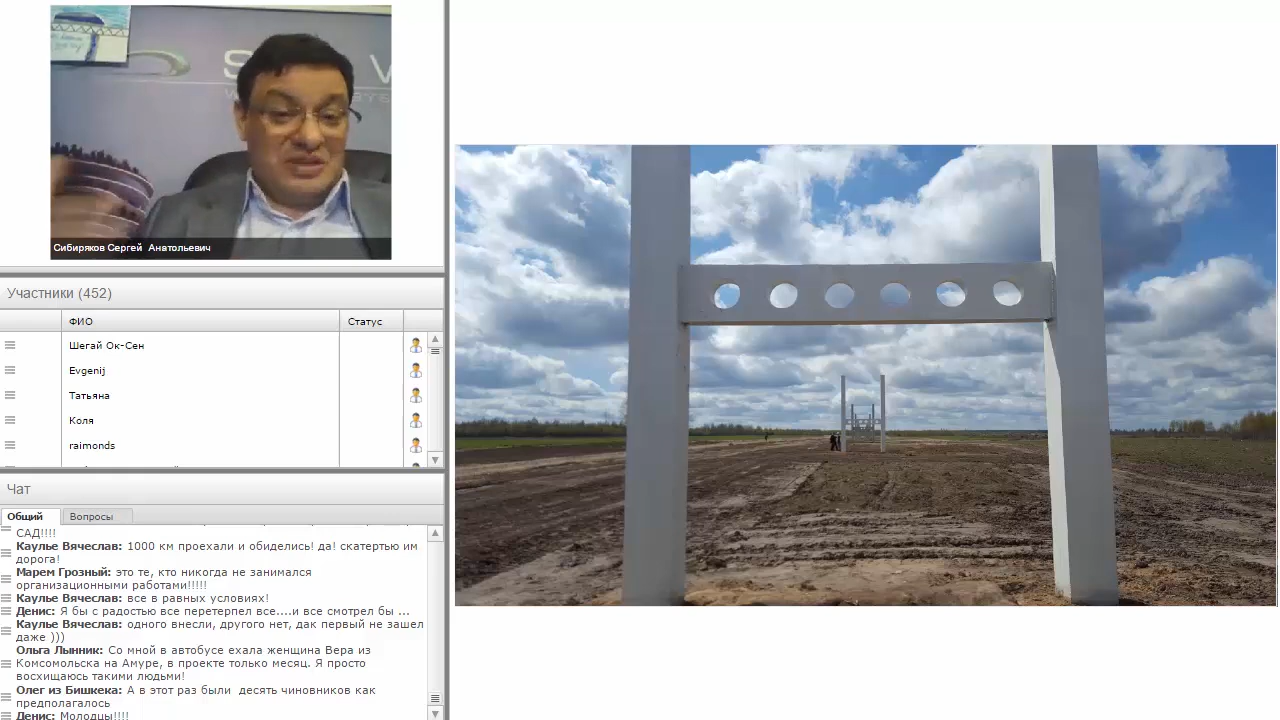 S V
Сибиряков Сергей Анатольевич
Участники (452)
ФИО Статус
Шегай Ок-Сен
Evgenij
Татьяна
Коля
raimonds
Чат
Общий Вопросы
САД!!!!
Каулье Вячеслав: 1000 км проехали и обиделись! да! скатертью им
дорога!
Марем Грозный: это те, кто никогда не занимался
организационными работами!!!!!
Каулье Вячеслав: все в равных условиях!
Денис: Я бы с радостью все перетерпел все....и все смотрел бы ...
Каулье Вячеслав: одного внесли, другого нет, дак первый не зашел
даже )))
Ольга Лынник: Со мной в автобусе ехала женщина Вера из
Комсомольска на Амуре, в проекте только месяц. Я просто
восхищаюсь такими людьми!
Олег из Бишкека: А в этот раз были десять чиновников как
предполагалось
Денис: Молодцы!!!!